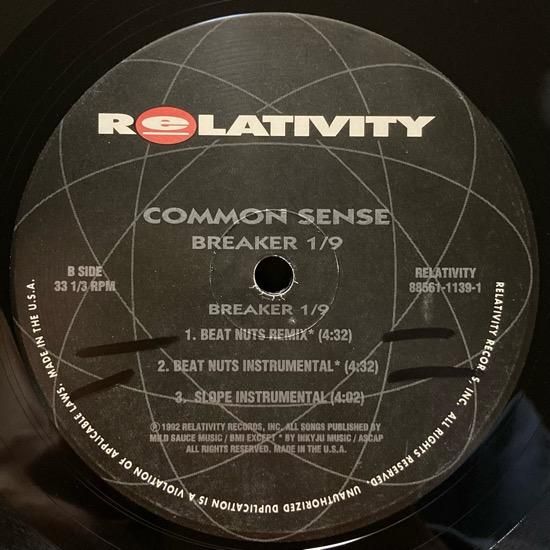 ReLATIVITY
COMMON SENSE
BREAKER 1/9
B SIDE
33 1/3 RPM
RELATIVITY
88561-1139-1
BREAKER 1/9
1. BEAT NUTS REMIX* (4:32)
2. BEAT NUTS INSTRUMENTAL* (4:32)
3. SLOPE INSTRUMENTAL (4:02)
℗ 1992 RELATIVITY RECORDS, INC. ALL SONGS PUBLISHED BY
MILD SAUCE MUSIC / BMI EXCEPT * BY INKYJU MUSIC / ASCAP
ALL RIGHTS RESERVED. MADE IN THE U.S.A.
RELATIVITY RECOR S, INC. ALL RIGHTS RESERVED. UNAUTHORIZED DUPLICATION IS A VIOLATION OF APPLICABLE LAWS. MADE IN THE U.S.A.